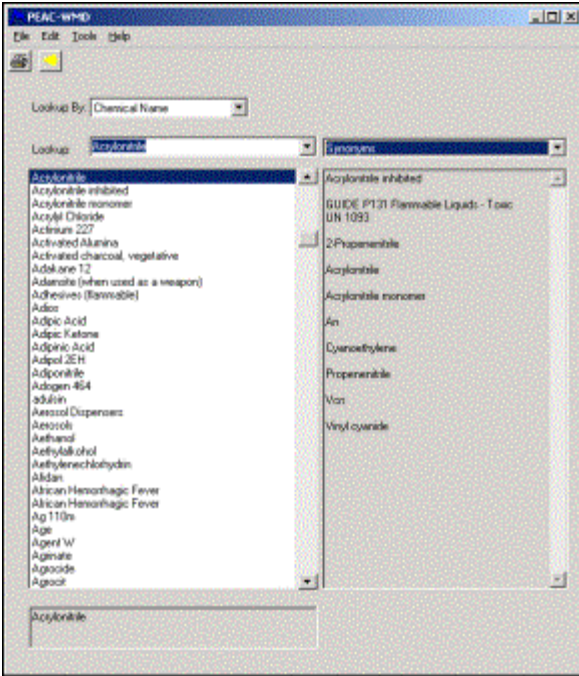 PEAC-WMD
File Edit Tools Help
Lookup By: Chemical Name
Lookup: Acrylonitrile
Synonyms
Acrylonitrile
Acrylonitrile inhibited
Acrylonitrile monomer
Acrylyl Chloride
Actinium 227
Activated Alumina
Activated charcoal, vegetative
Adakane 12
Adamsite (when used as a weapon)
Adhesives (flammable)
Adios
Adipic Acid
Adipic Ketone
Adipinic Acid
Adipol 2EH
Adiponitrile
Adogen 464
adulsin
Aerosol Dispensers
Aerosols
Aethanol
Aethylalkohol
Aethylenechlorhydrin
Afidan
African Hemorrhagic Fever
African Hemorrhagic Fever
Ag 110m
Age
Agent W
Agrinate
Agrocide
Agrocit
Acrylonitrile inhibited
GUIDE P131 Flammable Liquids - Toxic
UN 1093
2-Propenenitrile
Acrylonitrile
Acrylonitrile monomer
An
Cyanoethylene
Propenenitrile
Vcn
Vinyl cyanide
Acrylonitrile